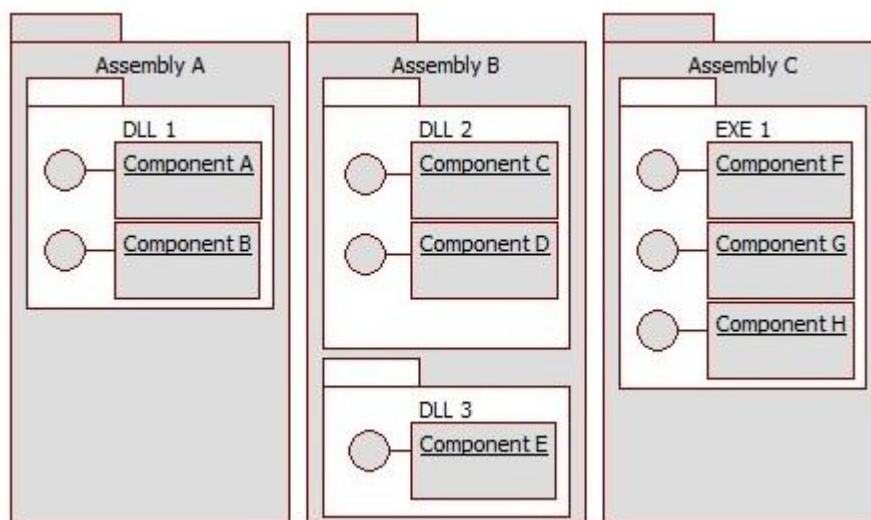 Assembly A
DLL 1
Component A
Component B
Assembly B
DLL 2
Component C
Component D
DLL 3
Component E
Assembly C
EXE 1
Component F
Component G
Component H